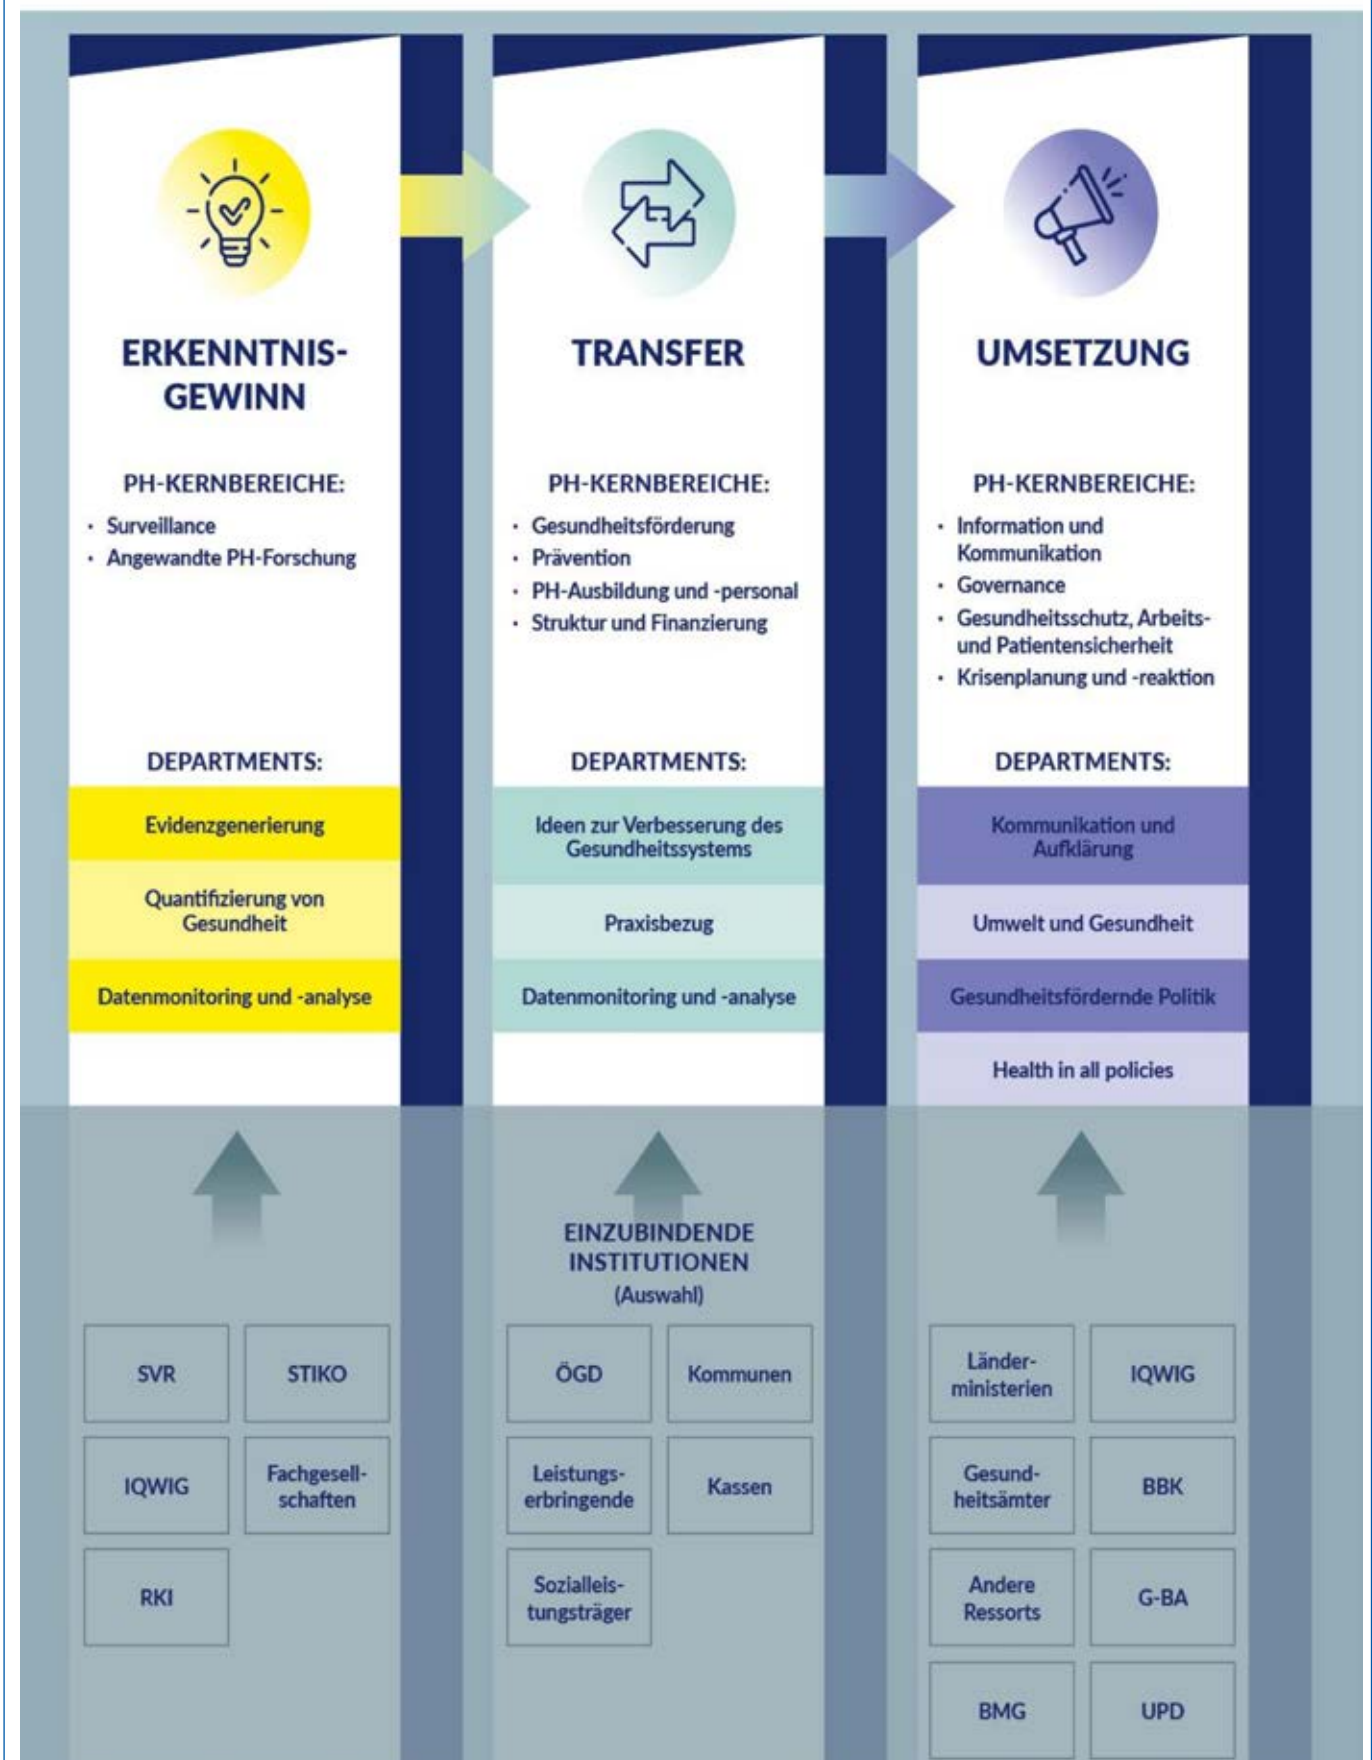 ERKENNTNIS-
GEWINN
PH-KERNBEREICHE:
· Surveillance
· Angewandte PH-Forschung
DEPARTMENTS:
Evidenzgenerierung
Quantifizierung von
Gesundheit
Datenmonitoring und -analyse
TRANSFER
PH-KERNBEREICHE:
· Gesundheitsförderung
· Prävention
· PH-Ausbildung und -personal
· Struktur und Finanzierung
DEPARTMENTS:
Ideen zur Verbesserung des
Gesundheitssystems
Praxisbezug
Datenmonitoring und -analyse
UMSETZUNG
PH-KERNBEREICHE:
· Information und
Kommunikation
· Governance
· Gesundheitsschutz, Arbeits-
und Patientensicherheit
· Krisenplanung und -reaktion
DEPARTMENTS:
Kommunikation und
Aufklärung
Umwelt und Gesundheit
Gesundheitsfördernde Politik
Health in all policies
EINZUBINDENDE
INSTITUTIONEN
(Auswahl)
SVR
STIKO
IQWIG
Fachgesell-
schaften
RKI
ÖGD
Kommunen
Leistungs-
erbringende
Kassen
Sozialleis-
tungsträger
Länder-
ministerien
IQWIG
Gesund-
heitsämter
BBK
Andere
Ressorts
G-BA
BMG
UPD